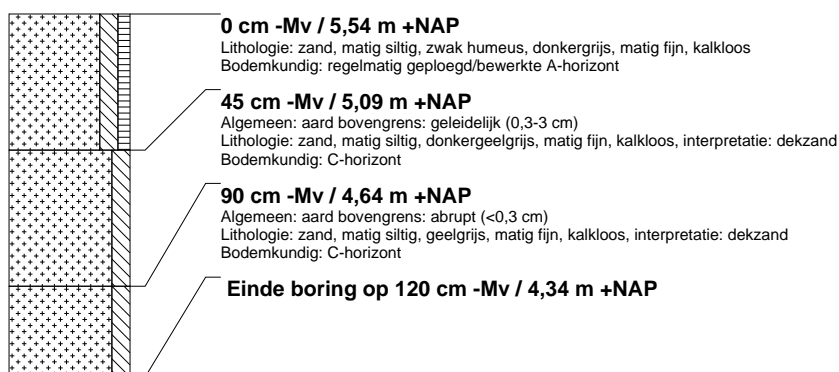 0 cm -Mv / 5,54 m +NAP
Lithologie: zand, matig siltig, zwak humeus, donkergrijs, matig fijn, kalkloos
Bodemkundig: regelmatig geploegd/bewerkte A-horizont
45 cm -Mv / 5,09 m +NAP
Algemeen: aard bovengrens: geleidelijk (0,3-3 cm)
Lithologie: zand, matig siltig, donkergeelgrijs, matig fijn, kalkloos, interpretatie: dekzand
Bodemkundig: C-horizont
90 cm -Mv / 4,64 m +NAP
Algemeen: aard bovengrens: abrupt (<0,3 cm)
Lithologie: zand, matig siltig, geelgrijs, matig fijn, kalkloos, interpretatie: dekzand
Bodemkundig: C-horizont
Einde boring op 120 cm -Mv / 4,34 m +NAP